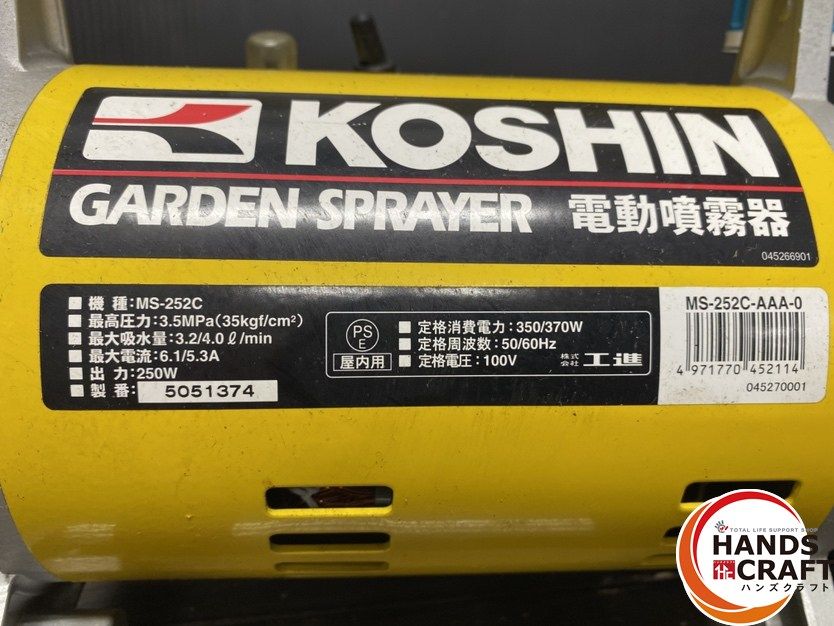 KOSHIN
GARDEN SPRAYER 電動噴霧器
045266901
■ 機種:MS-252C
■ 最高圧力:3.5MPa(35kgf/cm²)
■ 最大吸水量:3.2/4.0ℓ/min
■ 最大電流:6.1/5.3A
■ 出力:250W
■ 製番:5051374
PS
E
屋内用
■ 定格消費電力:350/370W
■ 定格周波数:50/60Hz
■ 定格電圧:100V
株式会社 工進
MS-252C-AAA-0
4 971770 452114
045270001
TOTAL LIFE SUPPORT SHOP
HANDS
CRAFT
ハンズクラフト